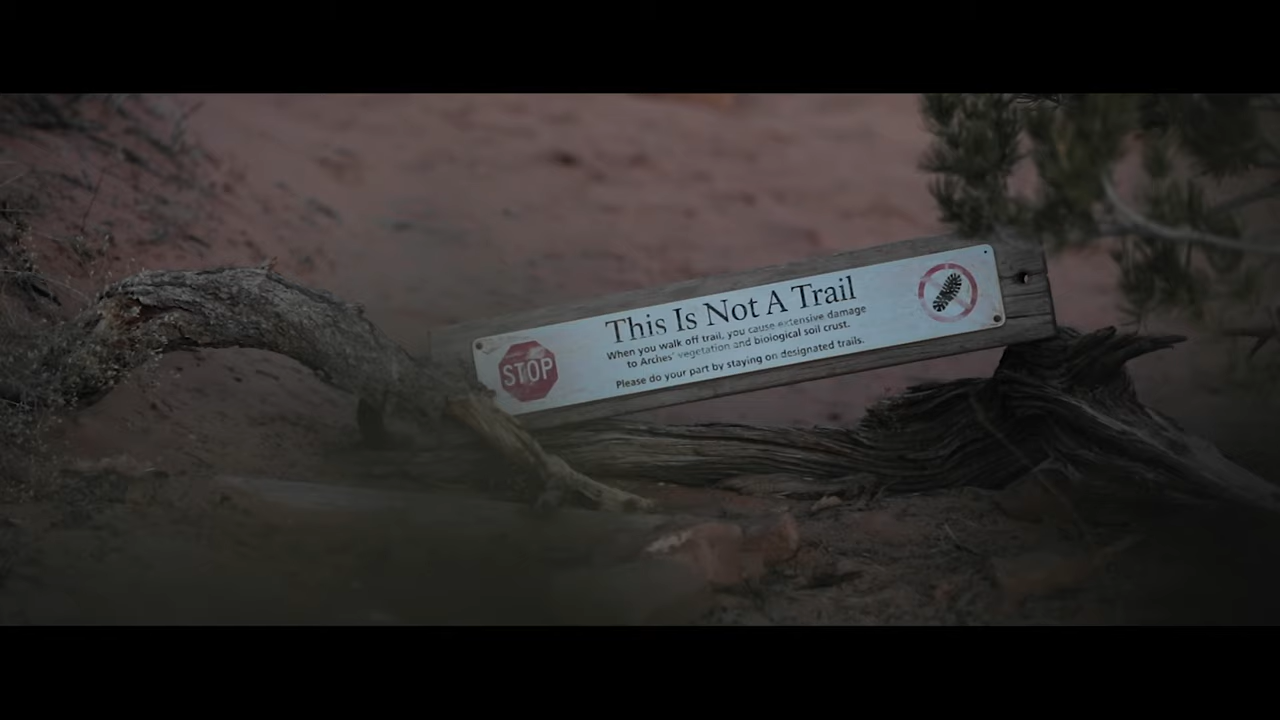 This Is Not A Trail
When you walk off trail, you cause extensive damage
to Arches' vegetation and biological soil crust.
Please do your part by staying on designated trails.
STOP